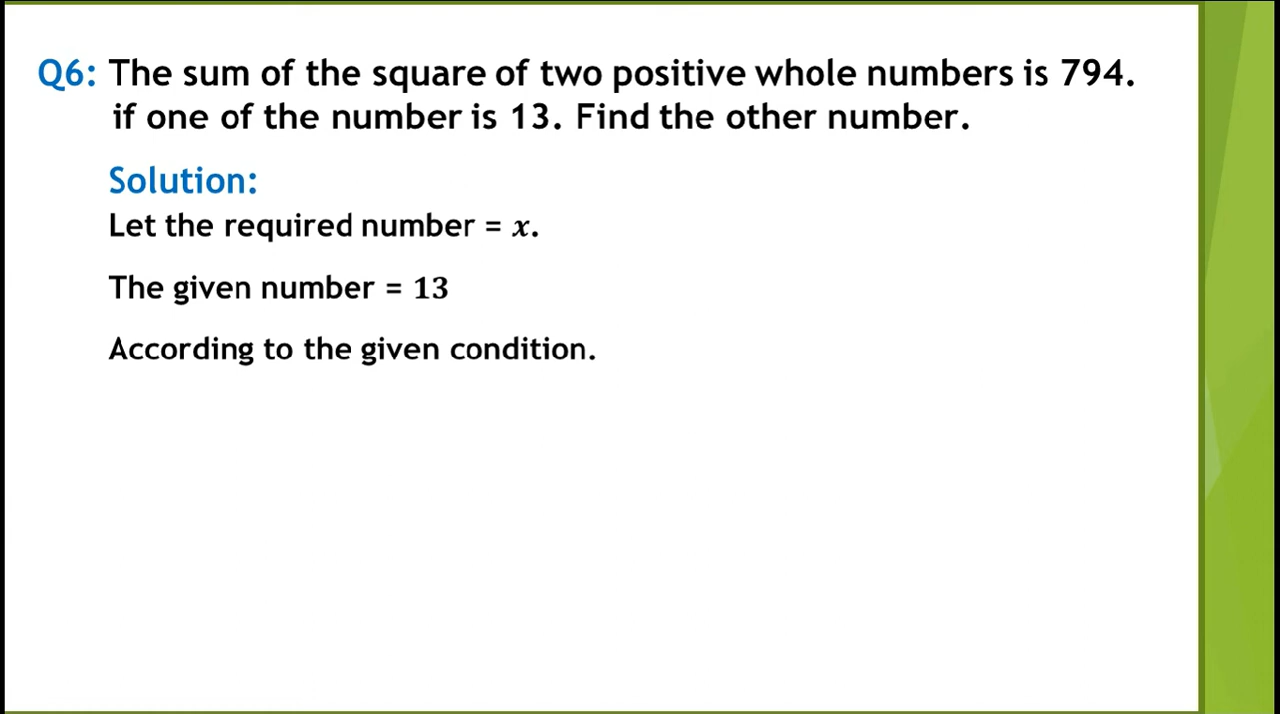 Q6: The sum of the square of two positive whole numbers is 794.
if one of the number is 13. Find the other number.
Solution:
Let the required number = x.
The given number = 13
According to the given condition.